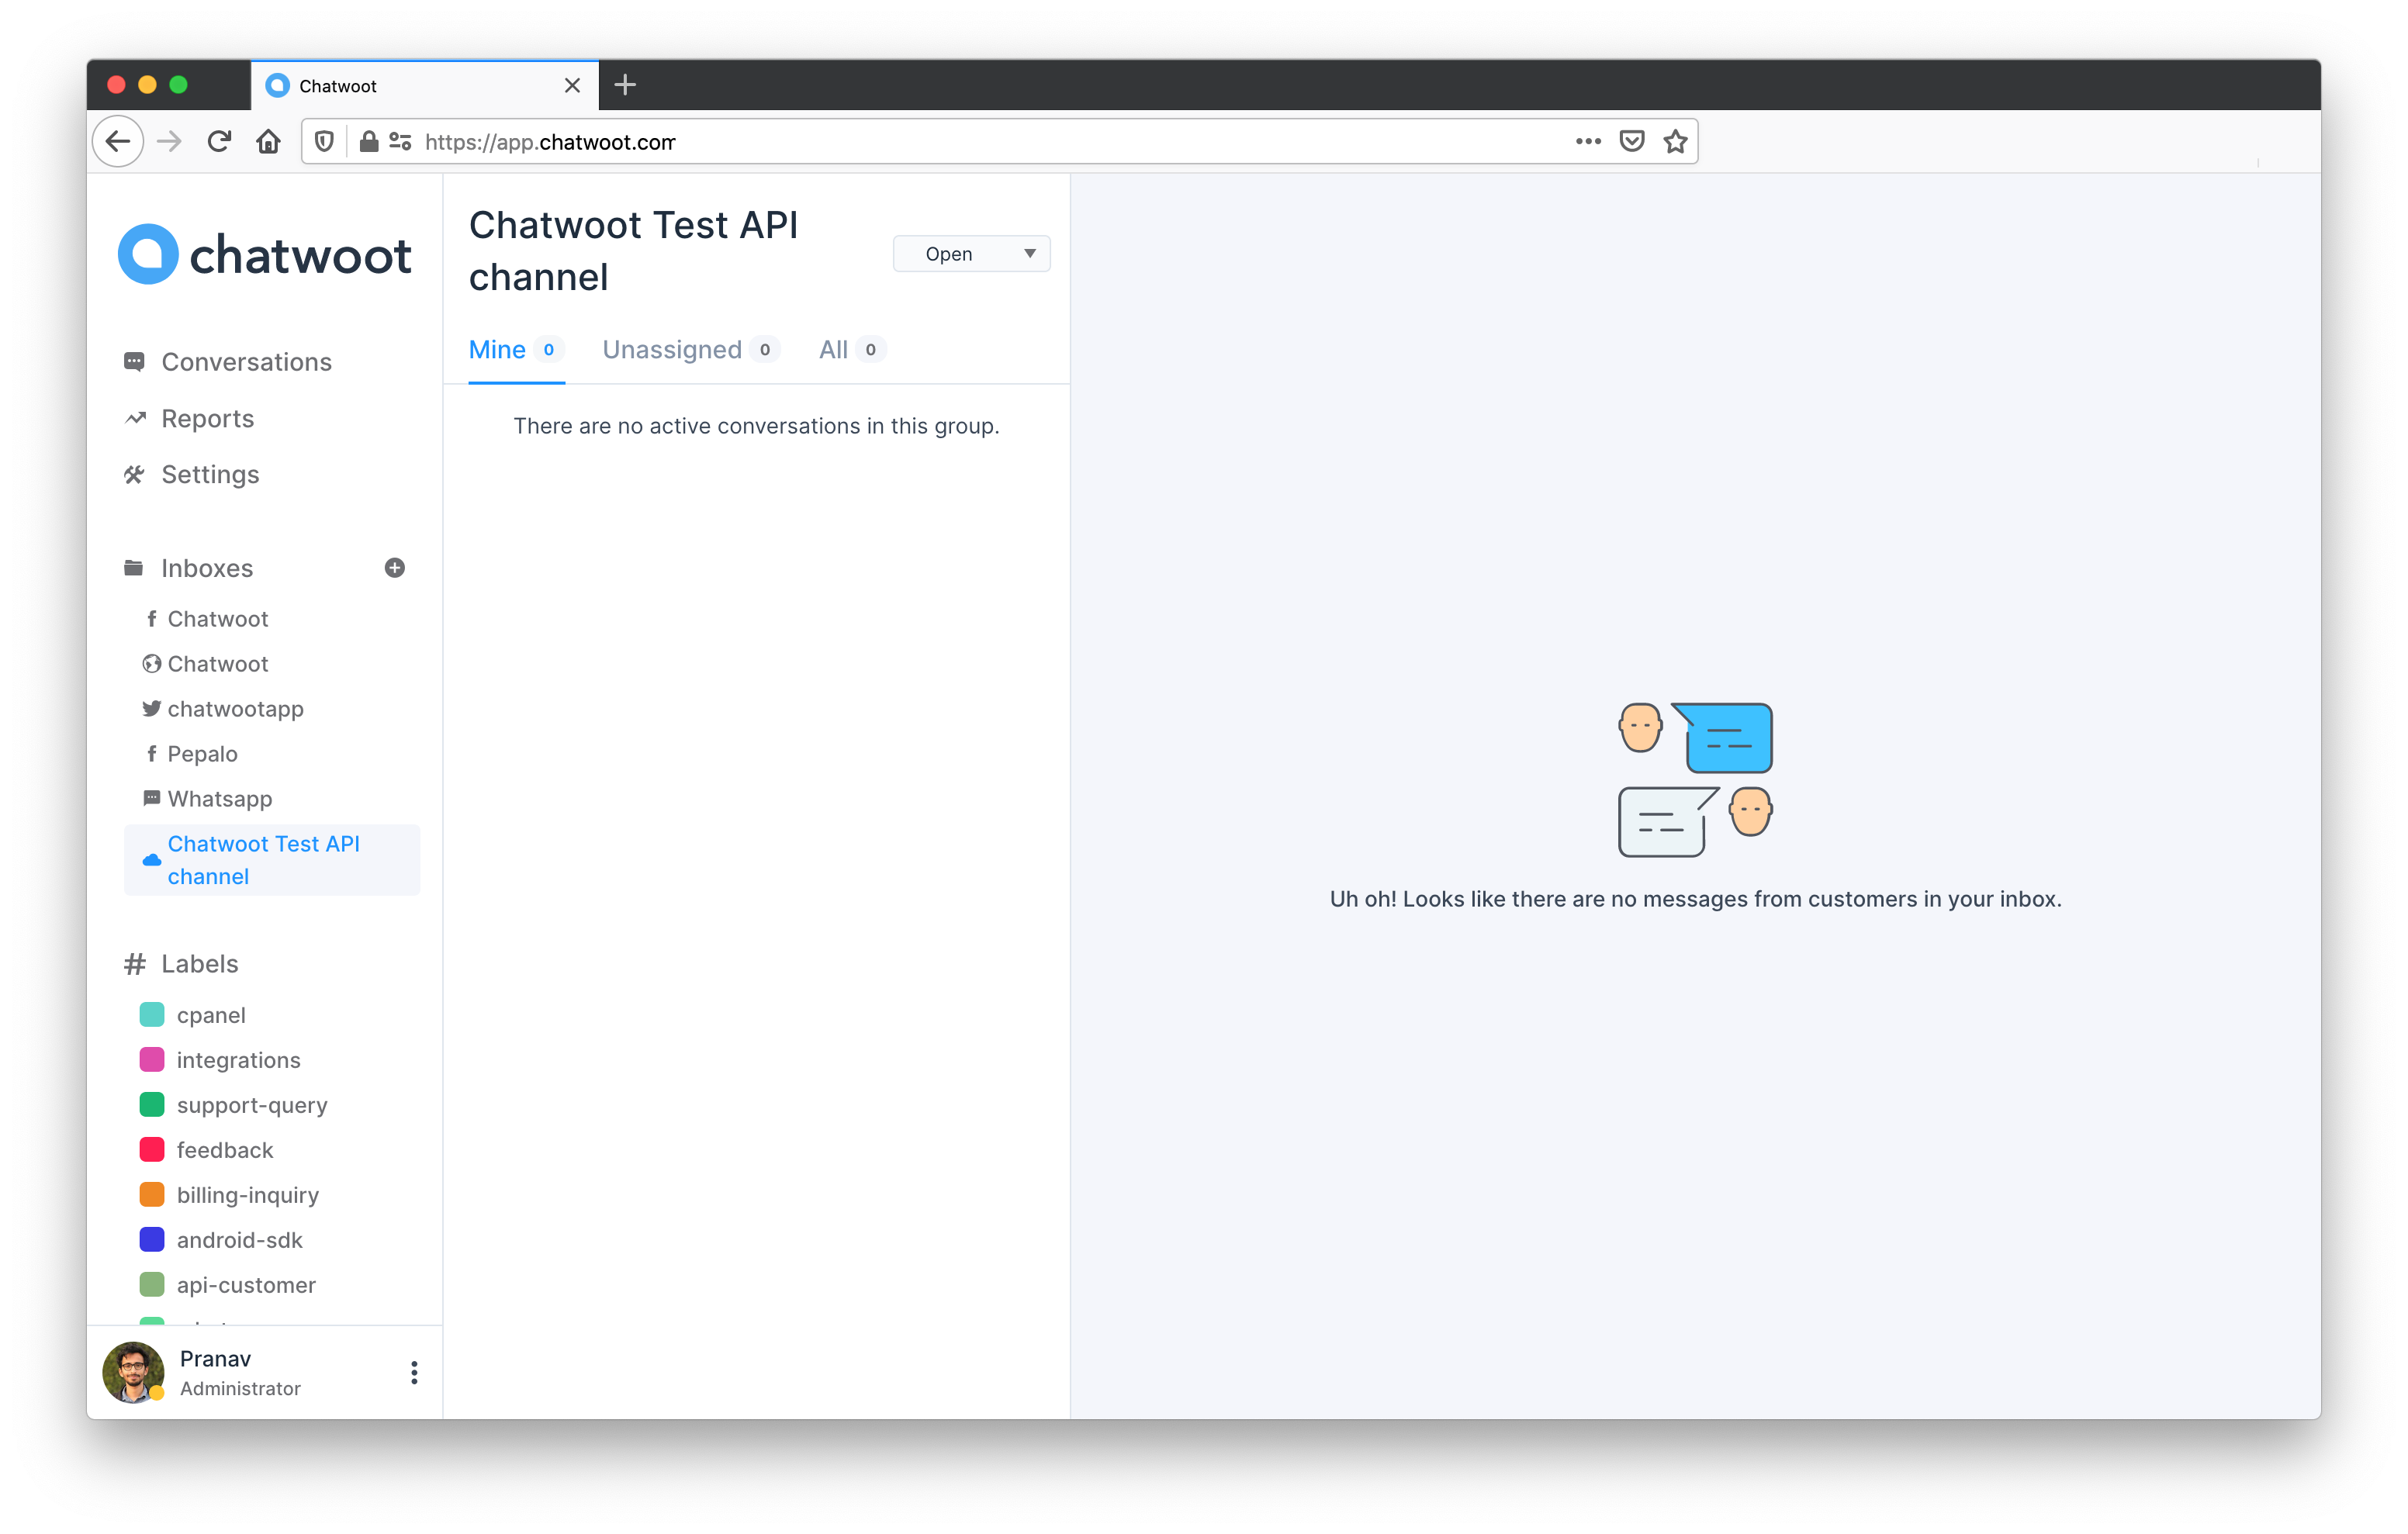 Chatwoot
https://app.chatwoot.com
chatwoot
Conversations
Reports
Settings
Inboxes
Chatwoot
Chatwoot
chatwootapp
Pepalo
Whatsapp
Chatwoot Test API
channel
Labels
cpanel
integrations
support-query
feedback
billing-inquiry
android-sdk
api-customer
Pranav
Administrator
Chatwoot Test API
channel
Open
Mine 0 Unassigned 0 All 0
There are no active conversations in this group.
Uh oh! Looks like there are no messages from customers in your inbox.